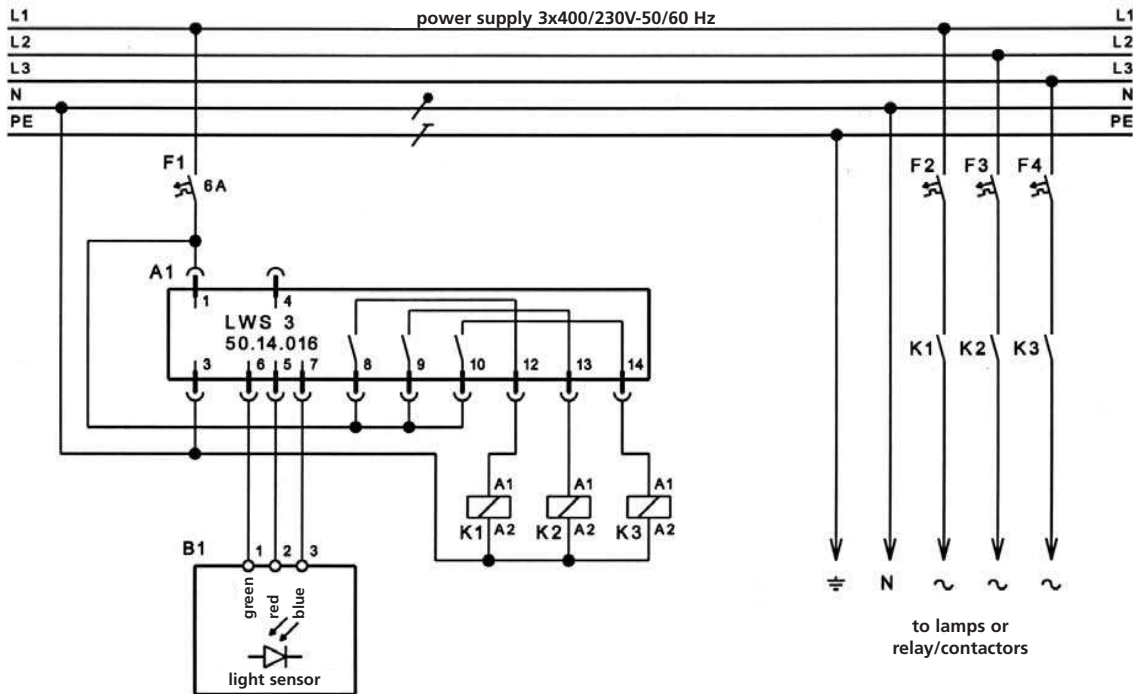 power supply 3x400/230V-50/60 Hz
L1 L1
L2 L2
L3 L3
N N
PE PE
F1 F2 F3 F4
6A
A1
1 4
LWS 3
50.14.016
3 6 5 7 8 9 10 12 13 14
K1 K2 K3
A1 A1 A1
K1 A2 K2 A2 K3 A2
B1 1 2 3
green red blue
light sensor
N ~ ~ ~
to lamps or
relay/contactors